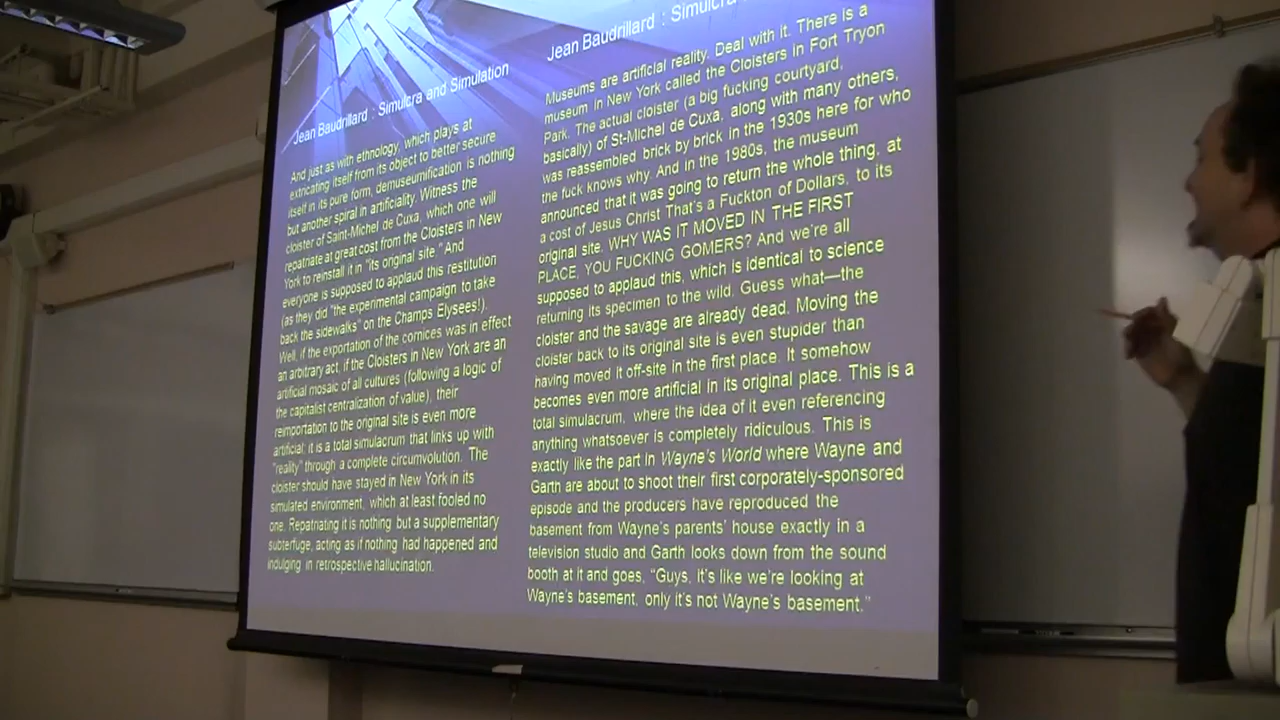 Jean Baudrillard : Simulcra and Simulation
And just as with ethnology, which plays at
extricating itself from its object to better secure
itself in its pure form, demuseumification is nothing
but another spiral in artificiality. Witness the
cloister of Saint-Michel de Cuxa, which one will
repatriate at great cost from the Cloisters in New
York to reinstall it in "its original site." And
everyone is supposed to applaud this restitution
(as they did "the experimental campaign to take
back the sidewalks" on the Champs Elysees!).
Well, if the exportation of the cornices was in effect
an arbitrary act, if the Cloisters in New York are an
artificial mosaic of all cultures (following a logic of
the capitalist centralization of value), their
reimportation to the original site is even more
artificial: it is a total simulacrum that links up with
"reality" through a complete circumvolution. The
cloister should have stayed in New York in its
simulated environment, which at least fooled no
one. Repatriating it is nothing but a supplementary
subterfuge, acting as if nothing had happened and
indulging in retrospective hallucination.
Jean Baudrillard : Simulcra
Museums are artificial reality. Deal with it. There is a
museum in New York called the Cloisters in Fort Tryon
Park. The actual cloister (a big fucking courtyard,
basically) of St-Michel de Cuxa, along with many others,
was reassembled brick by brick in the 1930s here for who
the fuck knows why. And in the 1980s, the museum
announced that it was going to return the whole thing, at
a cost of Jesus Christ That's a Fuckton of Dollars, to its
original site. WHY WAS IT MOVED IN THE FIRST
PLACE, YOU FUCKING GOMERS? And we're all
supposed to applaud this, which is identical to science
returning its specimen to the wild. Guess what—the
cloister and the savage are already dead. Moving the
cloister back to its original site is even stupider than
having moved it off-site in the first place. It somehow
becomes even more artificial in its original place. This is a
total simulacrum, where the idea of it even referencing
anything whatsoever is completely ridiculous. This is
exactly like the part in Wayne's World where Wayne and
Garth are about to shoot their first corporately-sponsored
episode and the producers have reproduced the
basement from Wayne's parents' house exactly in a
television studio and Garth looks down from the sound
booth at it and goes, "Guys, it's like we're looking at
Wayne's basement, only it's not Wayne's basement."